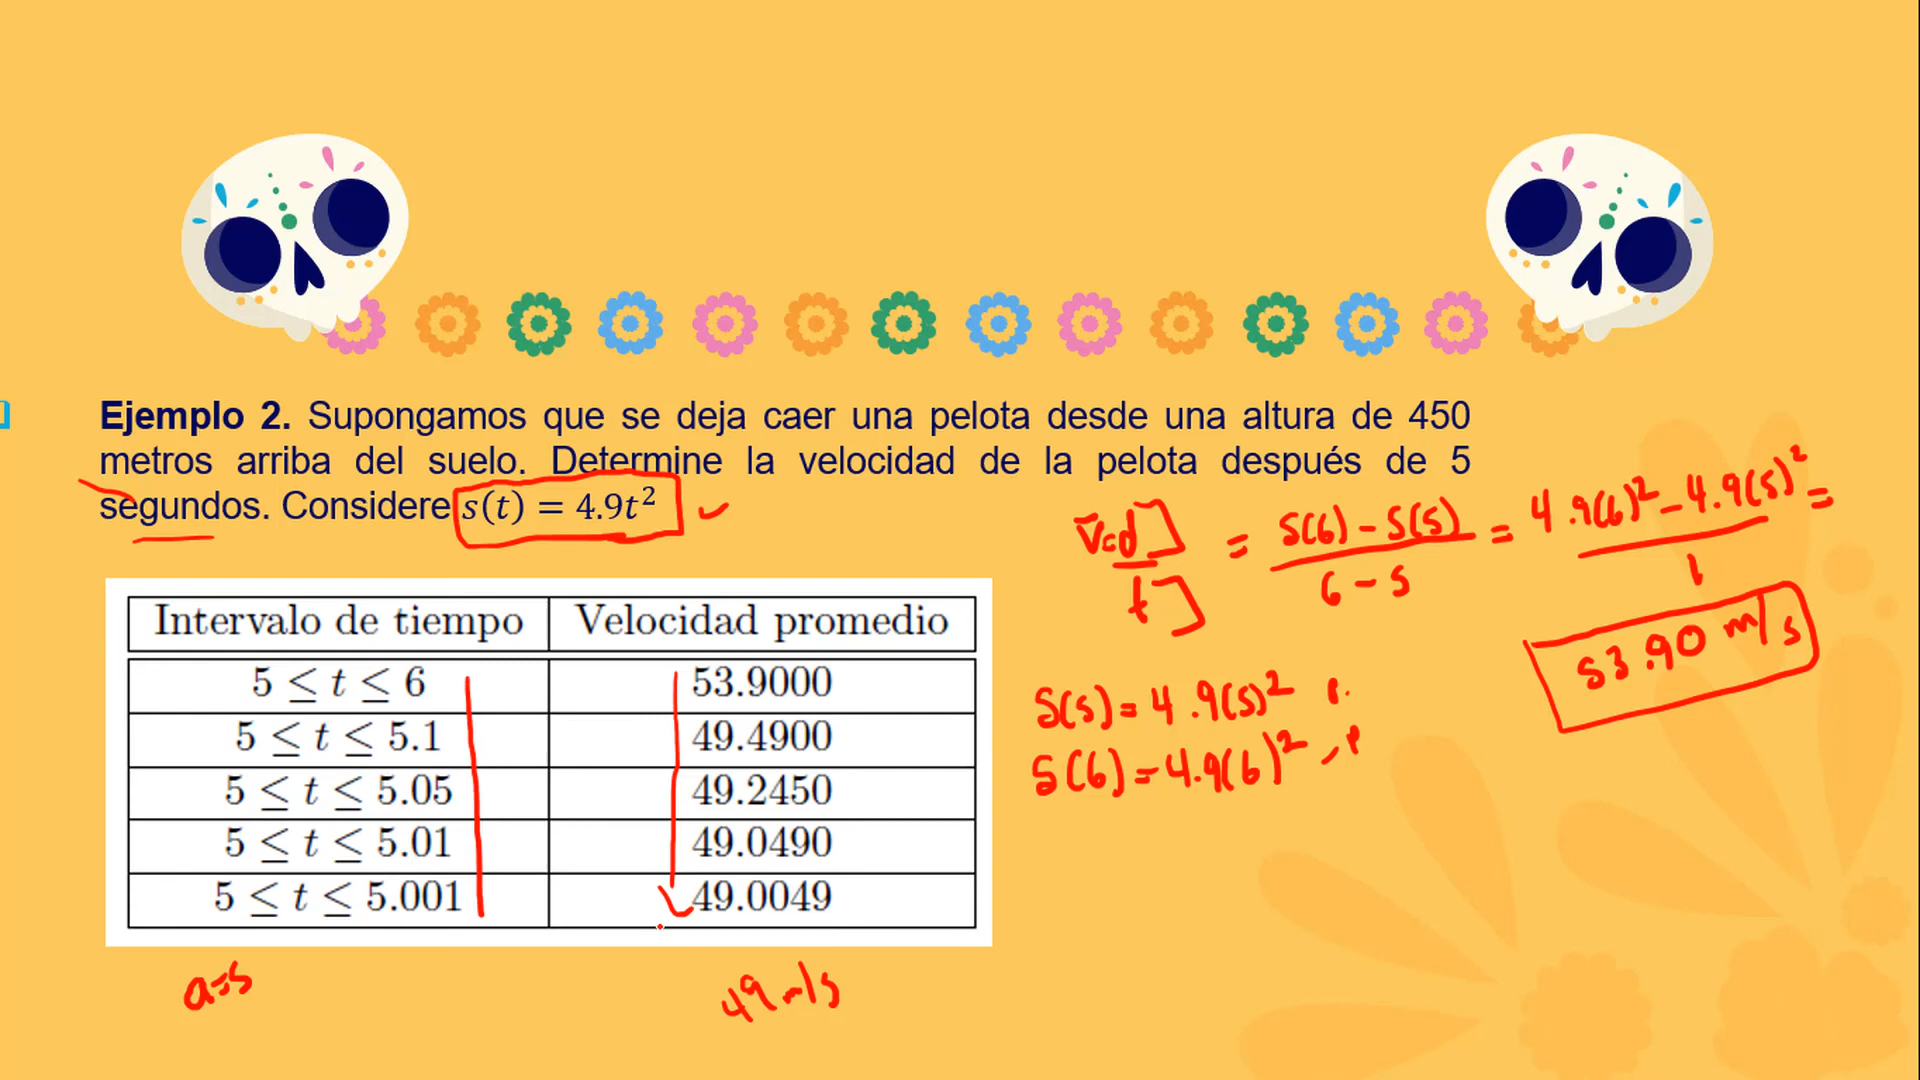 Ejemplo 2. Supongamos que se deja caer una pelota desde una altura de 450
metros arriba del suelo. Determine la velocidad de la pelota después de 5
segundos. Considere s(t) = 4.9t²
v=d/t = S(6) - S(5) / 6 - 5 = 4.9(6)² - 4.9(5)² / 1 =
53.90 m/s
S(5) = 4.9(5)²
S(6) = 4.9(6)²
Intervalo de tiempo Velocidad promedio
5 ≤ t ≤ 6 53.9000
5 ≤ t ≤ 5.1 49.4900
5 ≤ t ≤ 5.05 49.2450
5 ≤ t ≤ 5.01 49.0490
5 ≤ t ≤ 5.001 49.0049
a=5 49 m/s